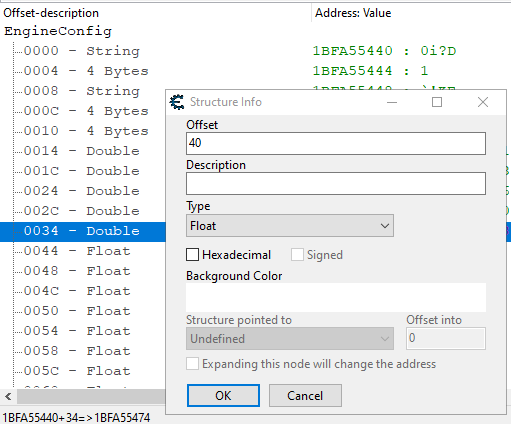 Offset-description Address: Value
EngineConfig
0000 - String 1BFA55440 : 0i?D
0004 - 4 Bytes 1BFA55444 : 1
0008 - String
000C - 4 Bytes
0010 - 4 Bytes
0014 - Double
001C - Double
0024 - Double
002C - Double
0034 - Double
0044 - Float
0048 - Float
004C - Float
0050 - Float
0054 - Float
0058 - Float
005C - Float
1BFA55440+34=>1BFA55474
Structure Info
Offset
40
Description
Type
Float
Hexadecimal Signed
Background Color
Structure pointed to Offset into
Undefined 0
Expanding this node will change the address
OK Cancel